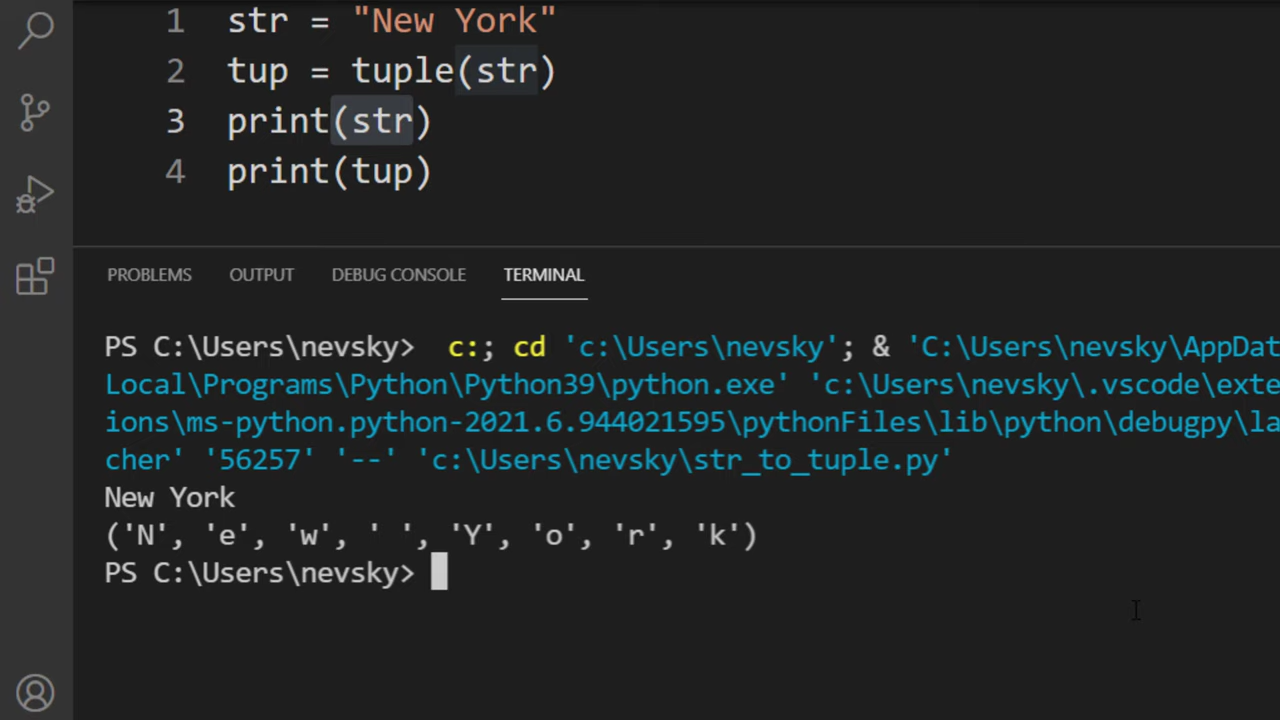 1 str = "New York"
2 tup = tuple(str)
3 print(str)
4 print(tup)
PROBLEMS OUTPUT DEBUG CONSOLE TERMINAL
PS C:\Users\nevsky> c:; cd 'c:\Users\nevsky'; & 'C:\Users\nevsky\AppDat
Local\Programs\Python\Python39\python.exe' 'c:\Users\nevsky\.vscode\exte
ions\ms-python.python-2021.6.944021595\pythonFiles\lib\python\debugpy\la
cher' '56257' '--' 'c:\Users\nevsky\str_to_tuple.py'
New York
('N', 'e', 'w', ' ', 'Y', 'o', 'r', 'k')
PS C:\Users\nevsky>